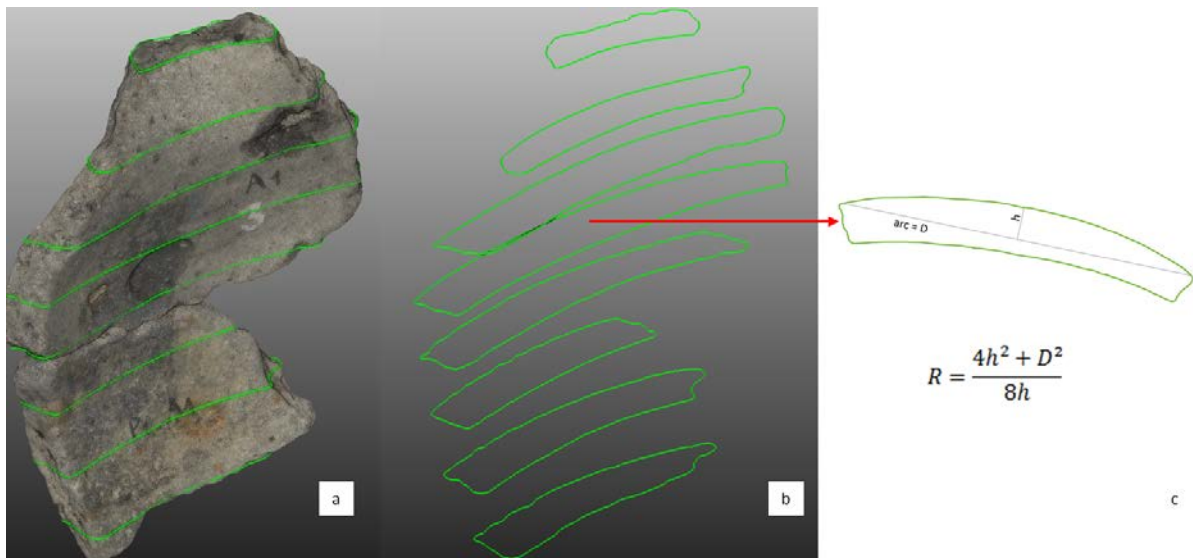 A1
5
M
a
b
arc = D
h
R = (4h² + D²) / 8h
c